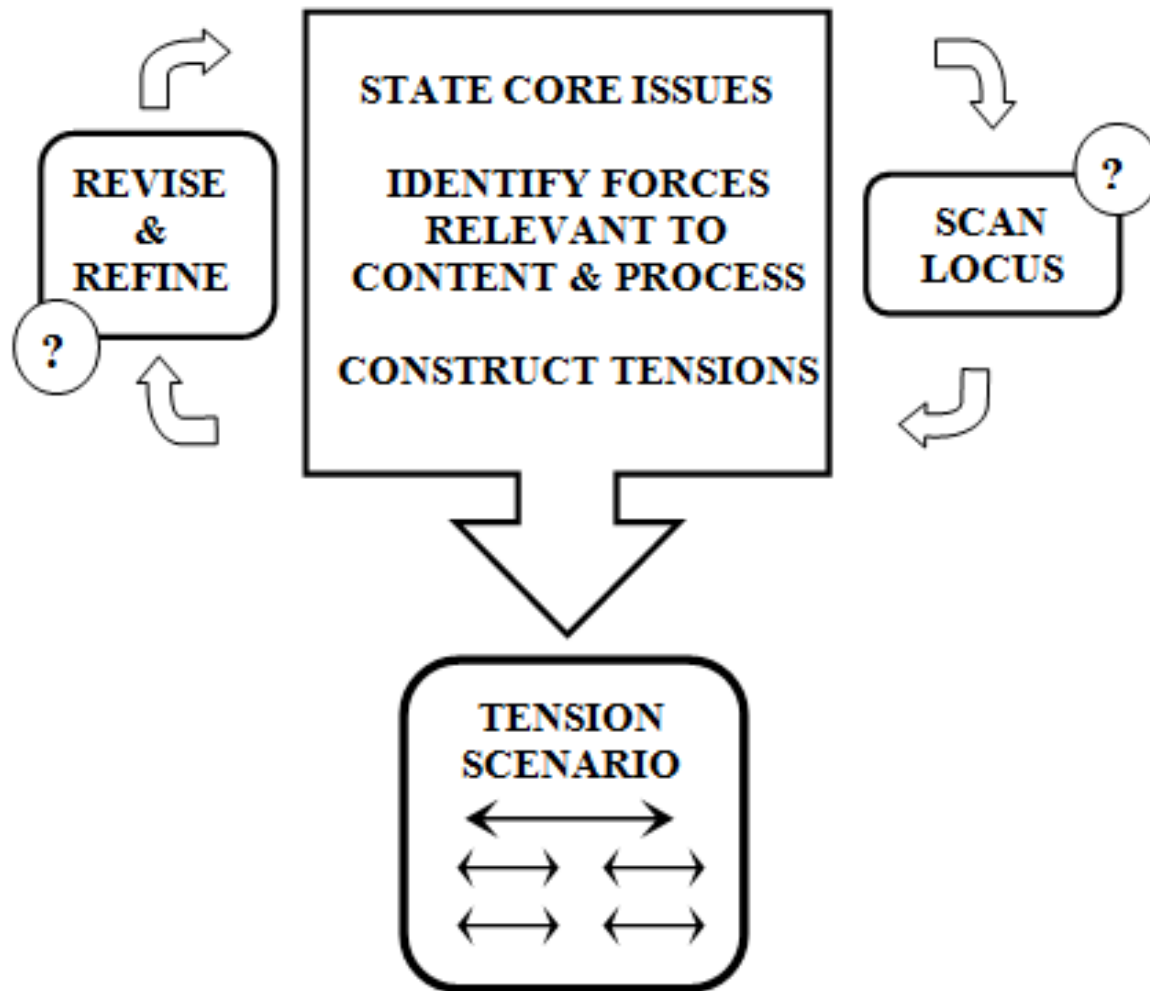 STATE CORE ISSUES
IDENTIFY FORCES
RELEVANT TO
CONTENT & PROCESS
CONSTRUCT TENSIONS
REVISE
&
REFINE
?
?
SCAN
LOCUS
TENSION
SCENARIO